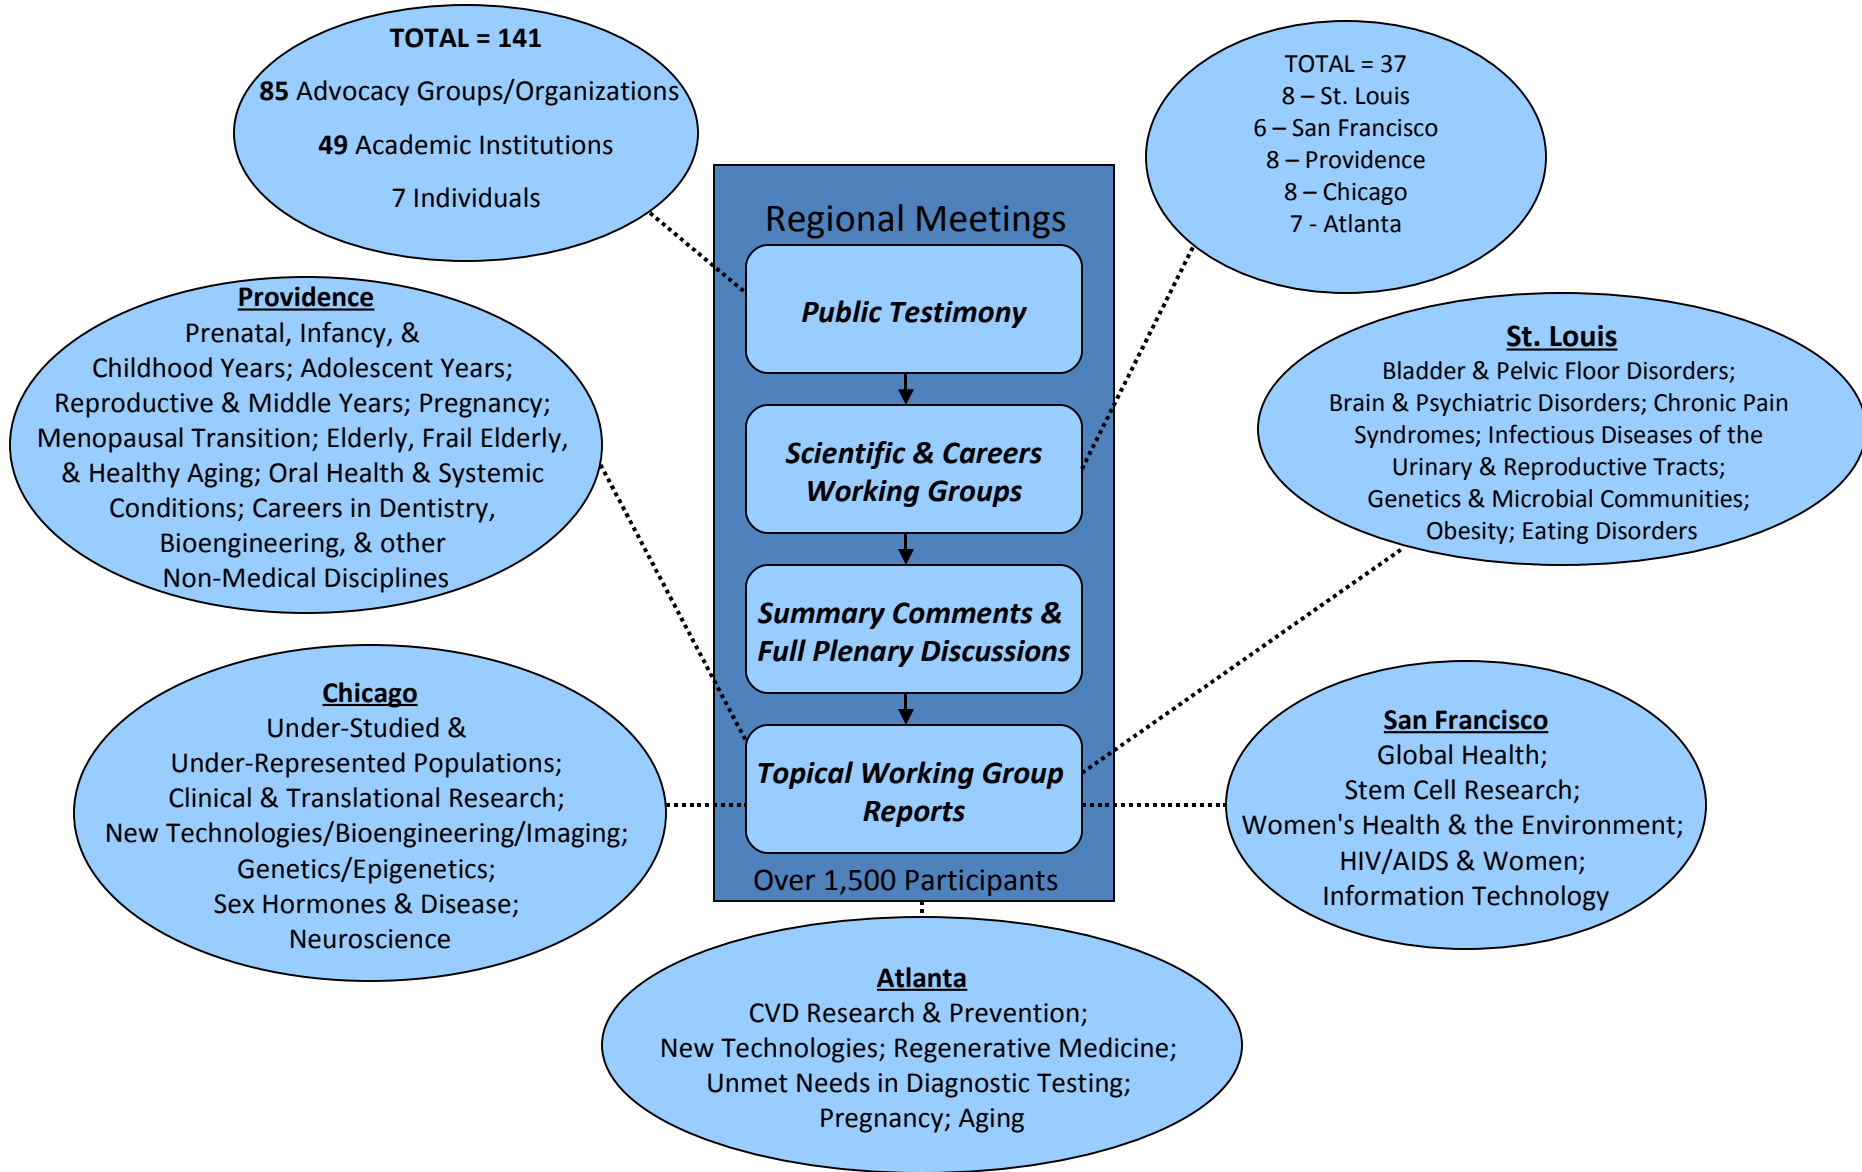 TOTAL = 141
85 Advocacy Groups/Organizations
49 Academic Institutions
7 Individuals
TOTAL = 37
8 – St. Louis
6 – San Francisco
8 – Providence
8 – Chicago
7 - Atlanta
Regional Meetings
Public Testimony
Scientific & Careers
Working Groups
Summary Comments &
Full Plenary Discussions
Topical Working Group
Reports
Over 1,500 Participants
Providence
Prenatal, Infancy, &
Childhood Years; Adolescent Years;
Reproductive & Middle Years; Pregnancy;
Menopausal Transition; Elderly, Frail Elderly,
& Healthy Aging; Oral Health & Systemic
Conditions; Careers in Dentistry,
Bioengineering, & other
Non-Medical Disciplines
St. Louis
Bladder & Pelvic Floor Disorders;
Brain & Psychiatric Disorders; Chronic Pain
Syndromes; Infectious Diseases of the
Urinary & Reproductive Tracts;
Genetics & Microbial Communities;
Obesity; Eating Disorders
Chicago
Under-Studied &
Under-Represented Populations;
Clinical & Translational Research;
New Technologies/Bioengineering/Imaging;
Genetics/Epigenetics;
Sex Hormones & Disease;
Neuroscience
San Francisco
Global Health;
Stem Cell Research;
Women's Health & the Environment;
HIV/AIDS & Women;
Information Technology
Atlanta
CVD Research & Prevention;
New Technologies; Regenerative Medicine;
Unmet Needs in Diagnostic Testing;
Pregnancy; Aging